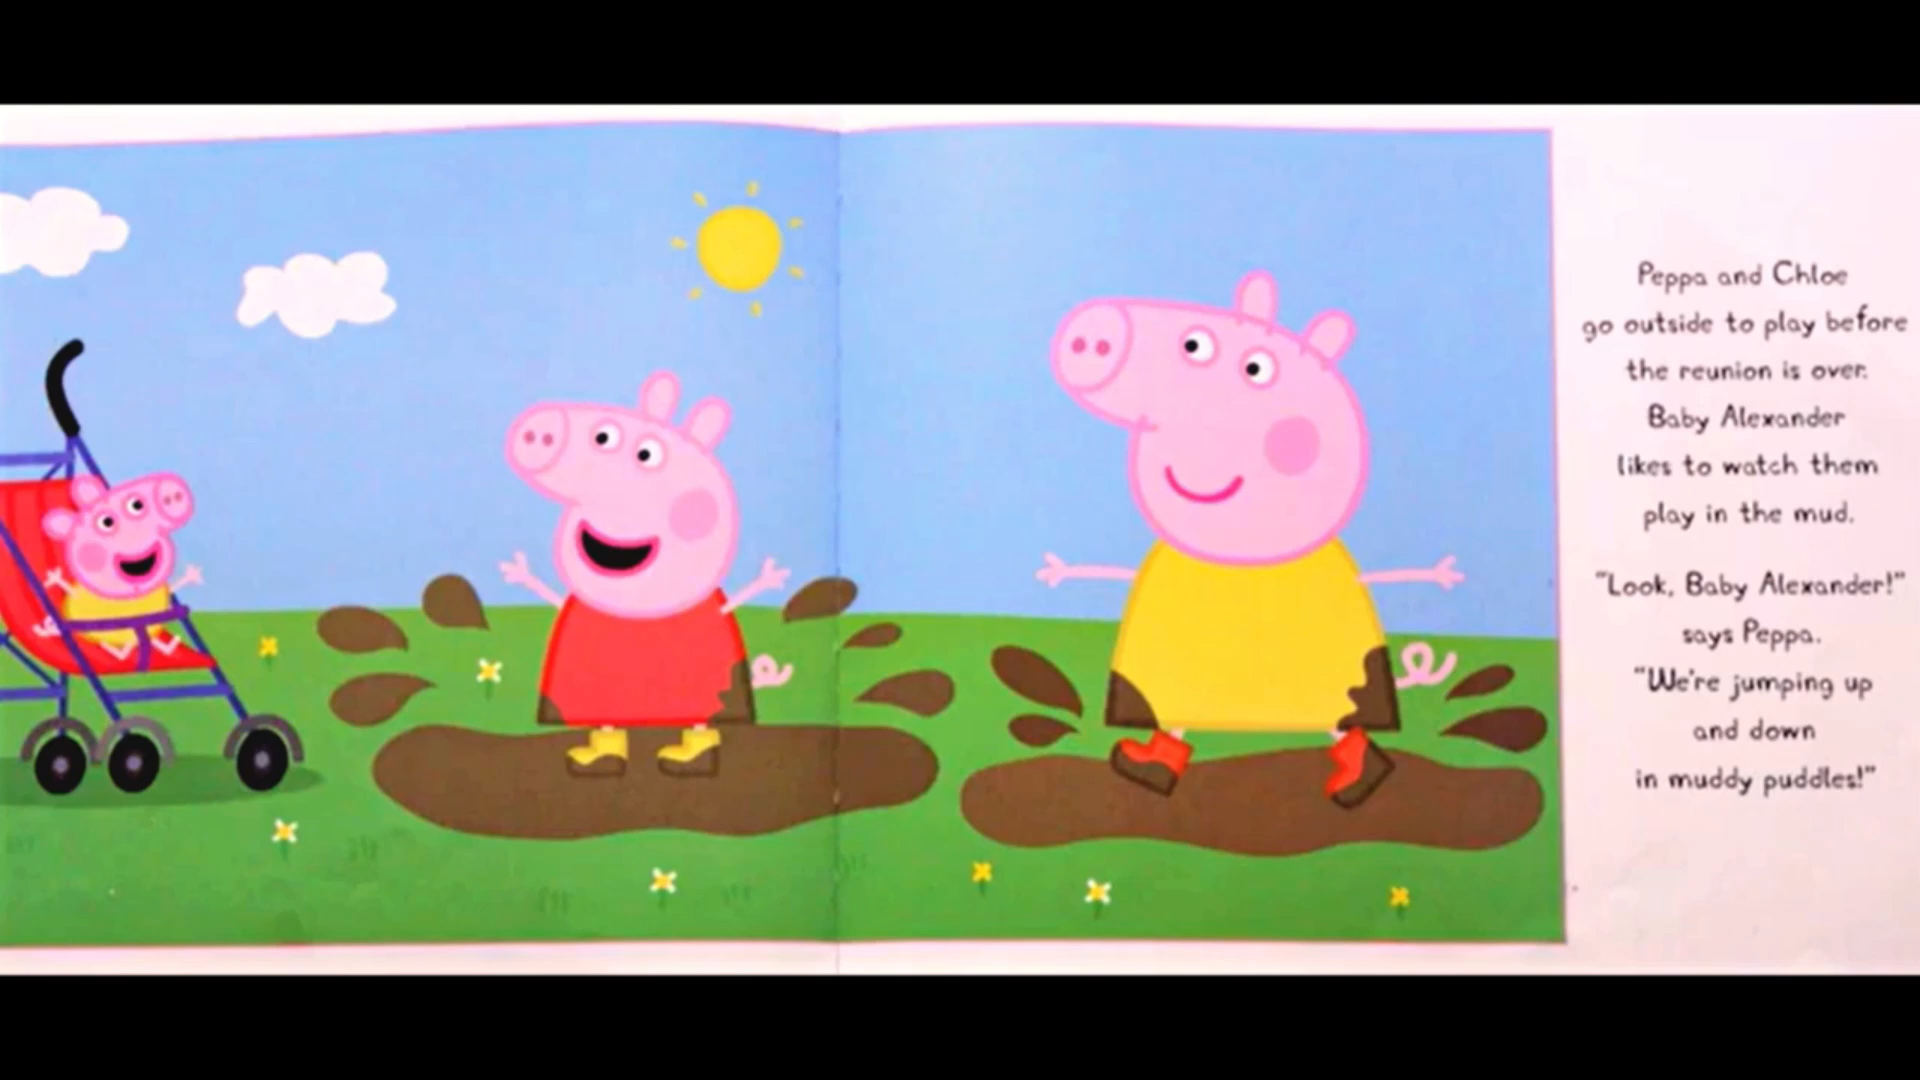 Peppa and Chloe
go outside to play before
the reunion is over.
Baby Alexander
likes to watch them
play in the mud.
"Look, Baby Alexander!"
says Peppa.
"We're jumping up
and down
in muddy puddles!"